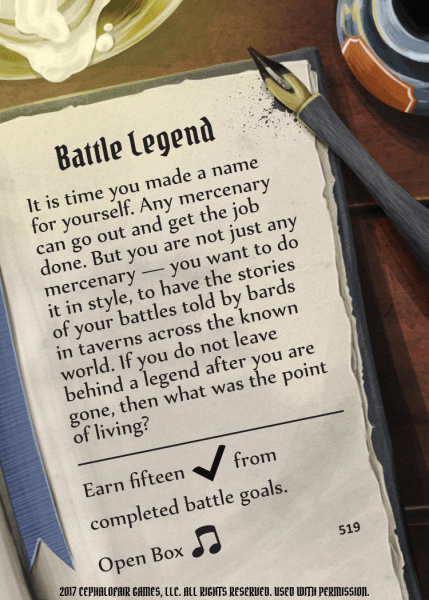 Battle Legend
It is time you made a name
for yourself. Any mercenary
can go out and get the job
done. But you are not just any
mercenary — you want to do
it in style, to have the stories
of your battles told by bards
in taverns across the known
world. If you do not leave
behind a legend after you are
gone, then what was the point
of living?
Earn fifteen ✓ from
completed battle goals.
Open Box ♫
519
2017 CEPHALOFAIR GAMES, LLC. ALL RIGHTS RESERVED. USED WITH PERMISSION.